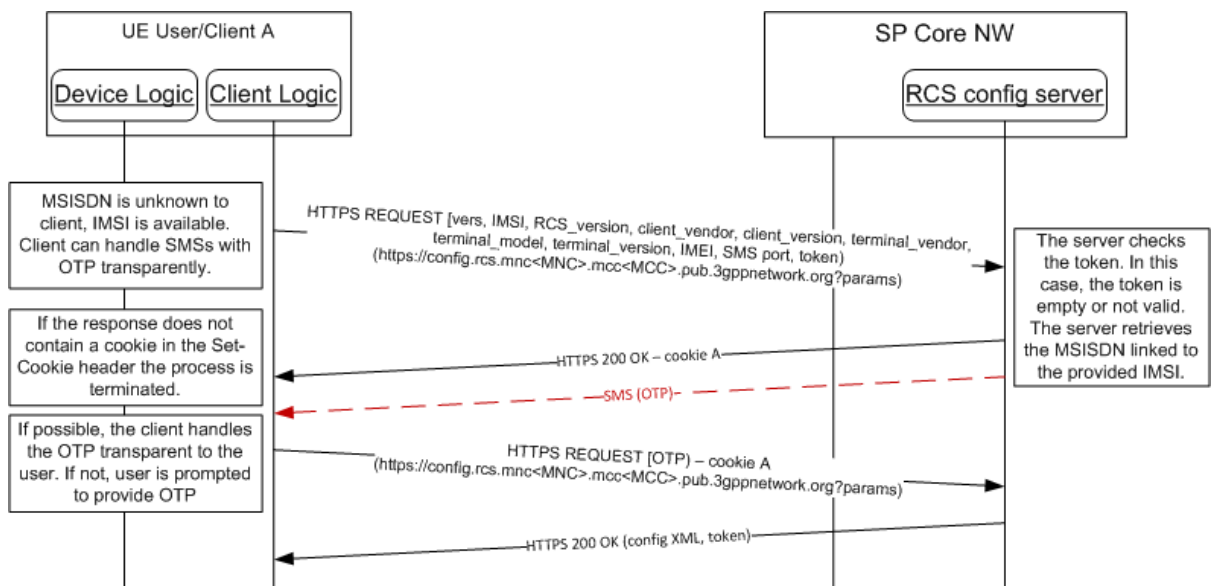 UE User/Client A
SP Core NW
Device Logic
Client Logic
RCS config server
MSISDN is unknown to
client, IMSI is available.
Client can handle SMSs with
OTP transparently.
HTTPS REQUEST [vers, IMSI, RCS_version, client_vendor, client_version, terminal_vendor,
terminal_model, terminal_version, IMEI, SMS port, token)
(https://config.rcs.mnc<MNC>.mcc<MCC>.pub.3gppnetwork.org?params)
The server checks
the token. In this
case, the token is
empty or not valid.
The server retrieves
the MSISDN linked to
the provided IMSI.
If the response does not
contain a cookie in the Set-
Cookie header the process is
terminated.
HTTPS 200 OK – cookie A
SMS (OTP)
If possible, the client handles
the OTP transparent to the
user. If not, user is prompted
to provide OTP
HTTPS REQUEST [OTP) – cookie A
(https://config.rcs.mnc<MNC>.mcc<MCC>.pub.3gppnetwork.org?params)
HTTPS 200 OK (config XML, token)